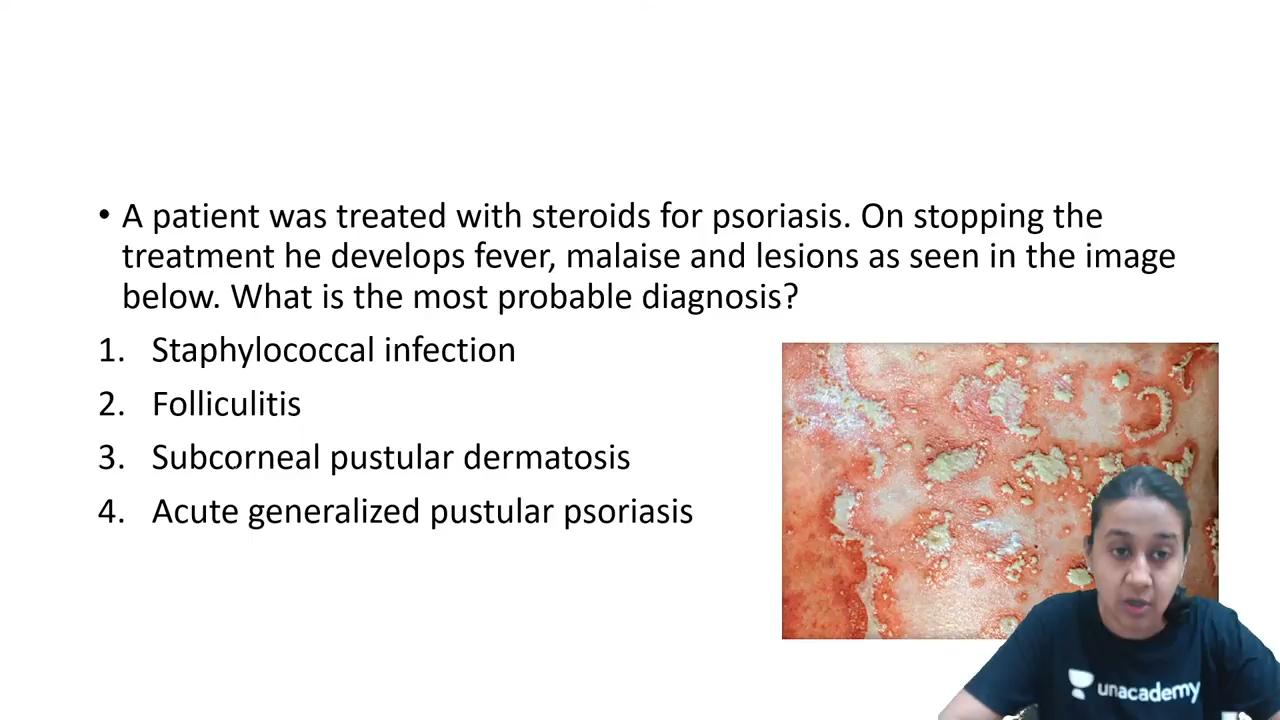 • A patient was treated with steroids for psoriasis. On stopping the
treatment he develops fever, malaise and lesions as seen in the image
below. What is the most probable diagnosis?
1. Staphylococcal infection
2. Folliculitis
3. Subcorneal pustular dermatosis
4. Acute generalized pustular psoriasis
unacademy